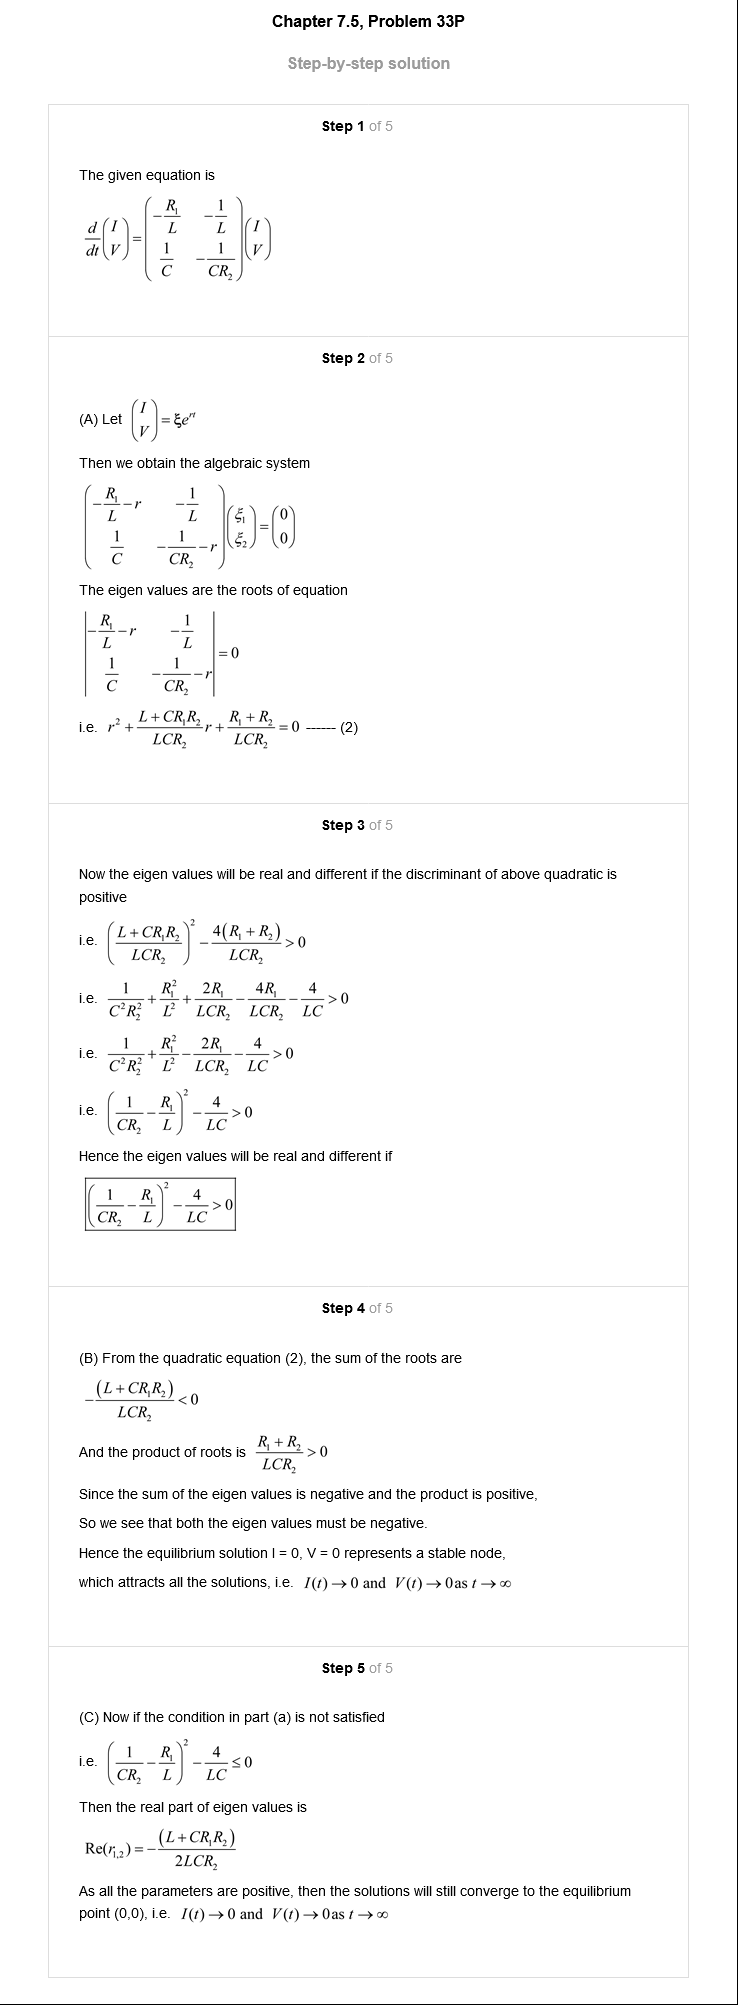 Chapter 7.5, Problem 33P
Step-by-step solution
Step 1 of 5
The given equation is
$\frac{d}{dt}\begin{pmatrix} I \\ V \end{pmatrix} = \begin{pmatrix} -\frac{R_1}{L} & -\frac{1}{L} \\ \frac{1}{C} & -\frac{1}{CR_2} \end{pmatrix}\begin{pmatrix} I \\ V \end{pmatrix}$
Step 2 of 5
(A) Let $\begin{pmatrix} I \\ V \end{pmatrix} = \xi e^{rt}$
Then we obtain the algebraic system
$\begin{pmatrix} -\frac{R_1}{L}-r & -\frac{1}{L} \\ \frac{1}{C} & -\frac{1}{CR_2}-r \end{pmatrix}\begin{pmatrix} \xi_1 \\ \xi_2 \end{pmatrix} = \begin{pmatrix} 0 \\ 0 \end{pmatrix}$
The eigen values are the roots of equation
$\begin{vmatrix} -\frac{R_1}{L}-r & -\frac{1}{L} \\ \frac{1}{C} & -\frac{1}{CR_2}-r \end{vmatrix} = 0$
i.e. $r^2 + \frac{L+CR_1R_2}{LCR_2}r + \frac{R_1+R_2}{LCR_2} = 0$ ------ (2)
Step 3 of 5
Now the eigen values will be real and different if the discriminant of above quadratic is
positive
i.e. $\left(\frac{L+CR_1R_2}{LCR_2}\right)^2 - \frac{4(R_1+R_2)}{LCR_2} > 0$
i.e. $\frac{1}{C^2R_2^2} + \frac{R_1^2}{L^2} + \frac{2R_1}{LCR_2} - \frac{4R_1}{LCR_2} - \frac{4}{LC} > 0$
i.e. $\frac{1}{C^2R_2^2} + \frac{R_1^2}{L^2} - \frac{2R_1}{LCR_2} - \frac{4}{LC} > 0$
i.e. $\left(\frac{1}{CR_2} - \frac{R_1}{L}\right)^2 - \frac{4}{LC} > 0$
Hence the eigen values will be real and different if
$\left(\frac{1}{CR_2} - \frac{R_1}{L}\right)^2 - \frac{4}{LC} > 0$
Step 4 of 5
(B) From the quadratic equation (2), the sum of the roots are
$-\frac{(L+CR_1R_2)}{LCR_2} < 0$
And the product of roots is $\frac{R_1+R_2}{LCR_2} > 0$
Since the sum of the eigen values is negative and the product is positive,
So we see that both the eigen values must be negative.
Hence the equilibrium solution I = 0, V = 0 represents a stable node,
which attracts all the solutions, i.e. $I(t) \to 0$ and $V(t) \to 0$ as $t \to \infty$
Step 5 of 5
(C) Now if the condition in part (a) is not satisfied
i.e. $\left(\frac{1}{CR_2} - \frac{R_1}{L}\right)^2 - \frac{4}{LC} \le 0$
Then the real part of eigen values is
$\mathrm{Re}(r_{1,2}) = -\frac{(L+CR_1R_2)}{2LCR_2}$
As all the parameters are positive, then the solutions will still converge to the equilibrium
point (0,0), i.e. $I(t) \to 0$ and $V(t) \to 0$ as $t \to \infty$